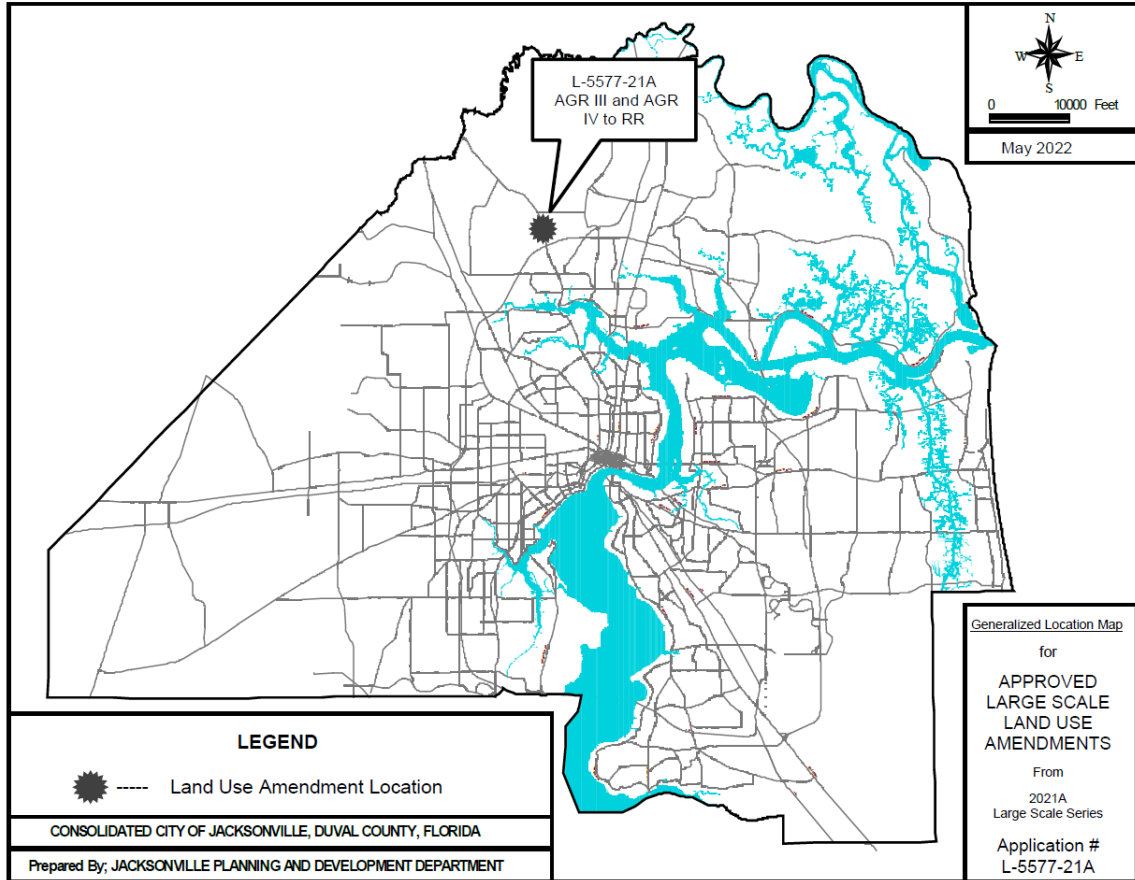 L-5577-21A
AGR III and AGR
IV to RR
N
W E
S
0 10000 Feet
May 2022
LEGEND
----- Land Use Amendment Location
CONSOLIDATED CITY OF JACKSONVILLE, DUVAL COUNTY, FLORIDA
Prepared By; JACKSONVILLE PLANNING AND DEVELOPMENT DEPARTMENT
Generalized Location Map
for
APPROVED
LARGE SCALE
LAND USE
AMENDMENTS
From
2021A
Large Scale Series
Application #
L-5577-21A